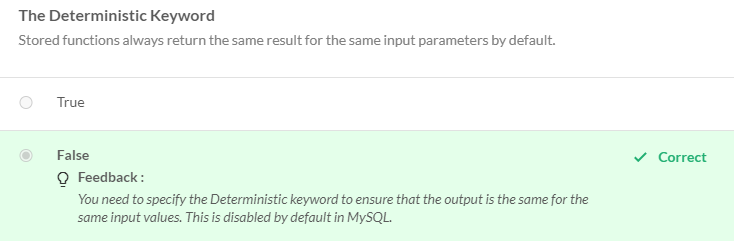 The Deterministic Keyword
Stored functions always return the same result for the same input parameters by default.
True
False
Correct
Feedback :
You need to specify the Deterministic keyword to ensure that the output is the same for the
same input values. This is disabled by default in MySQL.